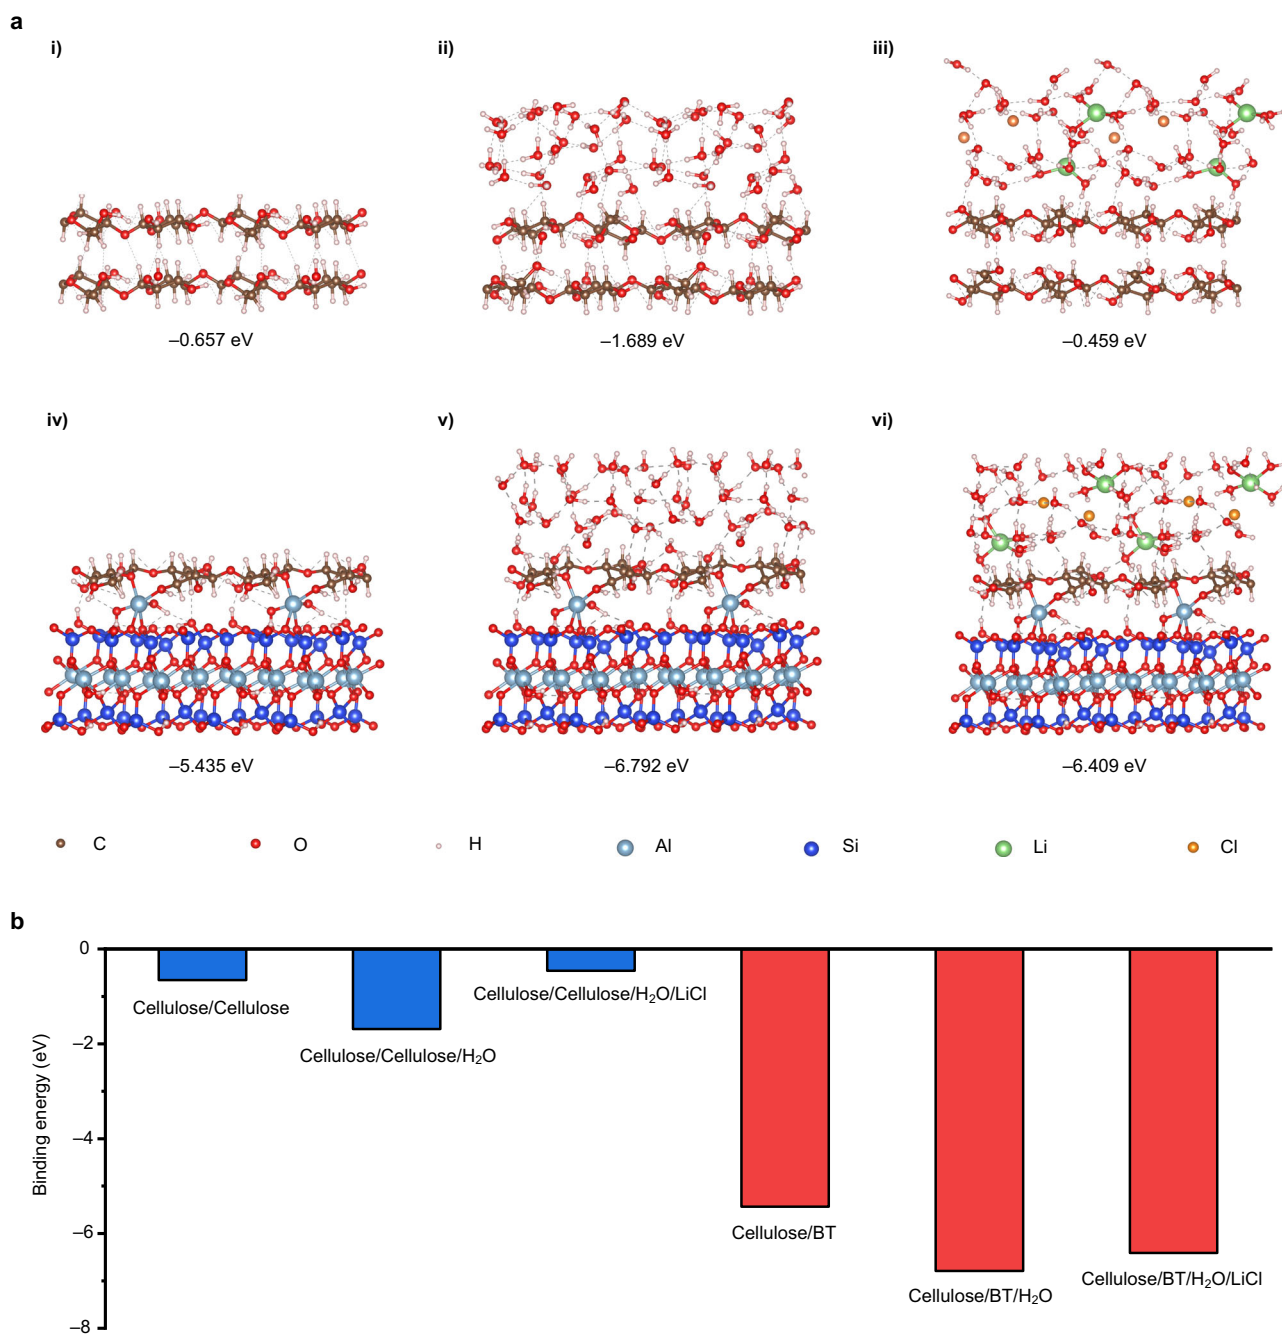 a
i)
ii)
iii)
–0.657 eV
–1.689 eV
–0.459 eV
iv)
v)
vi)
–5.435 eV
–6.792 eV
–6.409 eV
C
O
H
Al
Si
Li
Cl
b
Binding energy (eV)
0
–2
–4
–6
–8
Cellulose/Cellulose
Cellulose/Cellulose/H₂O
Cellulose/Cellulose/H₂O/LiCl
Cellulose/BT
Cellulose/BT/H₂O
Cellulose/BT/H₂O/LiCl